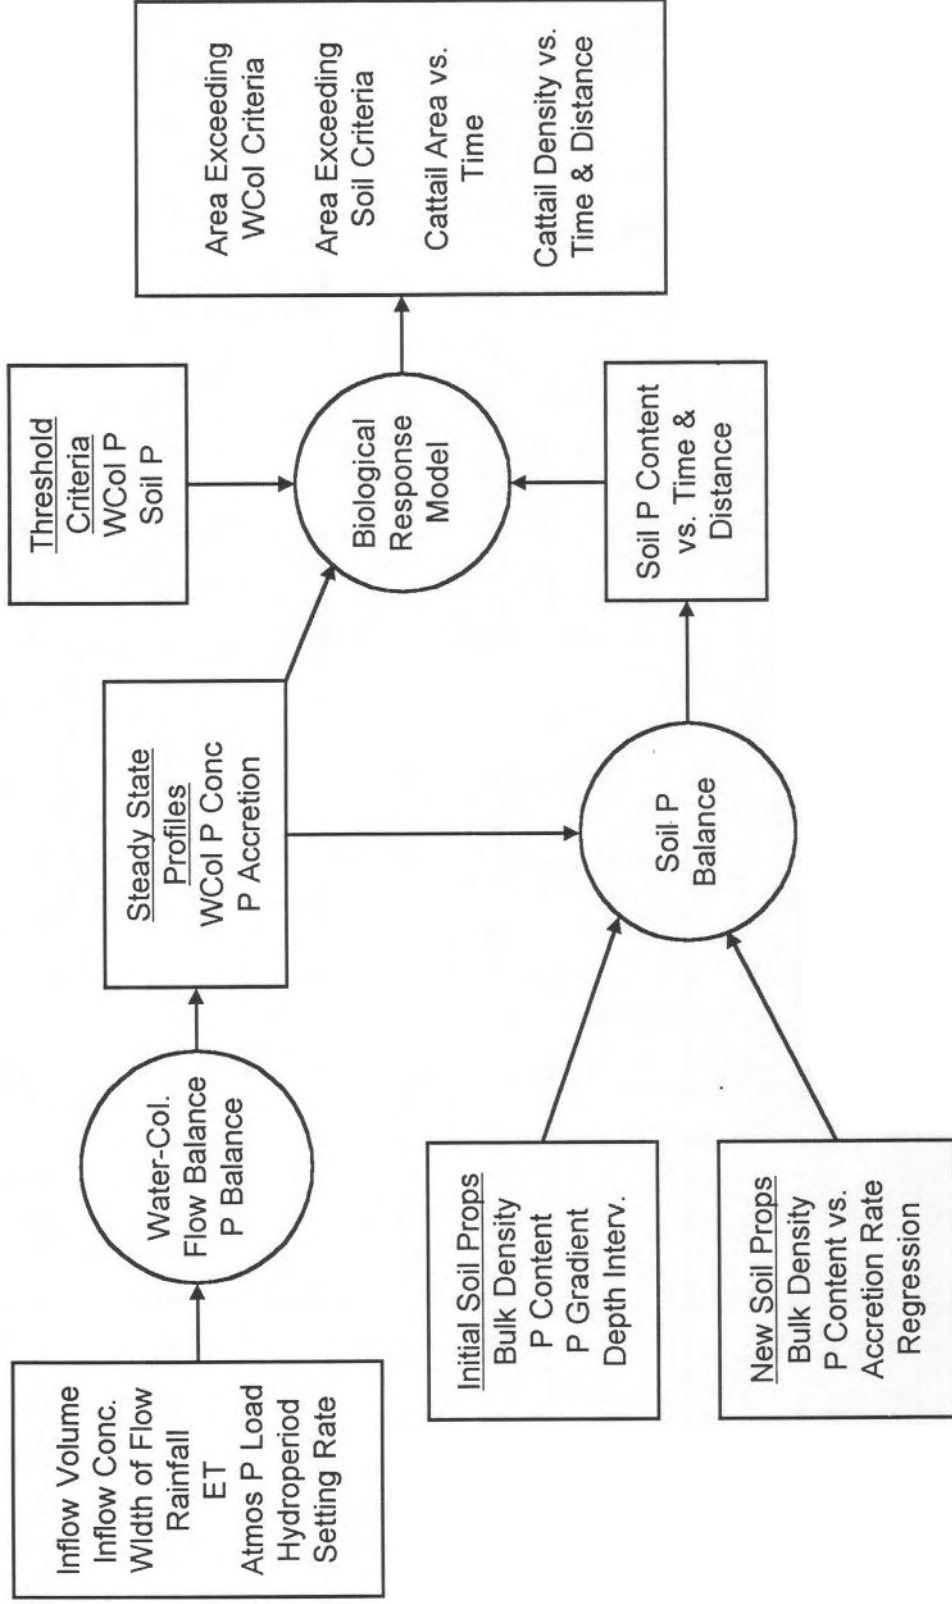 Inflow Volume
Inflow Conc.
Width of Flow
Rainfall
ET
Atmos P Load
Hydroperiod
Setting Rate
Water-Col.
Flow Balance
P Balance
Steady State
Profiles
WCol P Conc
P Accretion
Threshold
Criteria
WCol P
Soil P
Biological
Response
Model
Area Exceeding
WCol Criteria
Area Exceeding
Soil Criteria
Cattail Area vs.
Time
Cattail Density vs.
Time & Distance
Initial Soil Props
Bulk Density
P Content
P Gradient
Depth Interv.
New Soil Props
Bulk Density
P Content vs.
Accretion Rate
Regression
Soil P
Balance
Soil P Content
vs. Time &
Distance